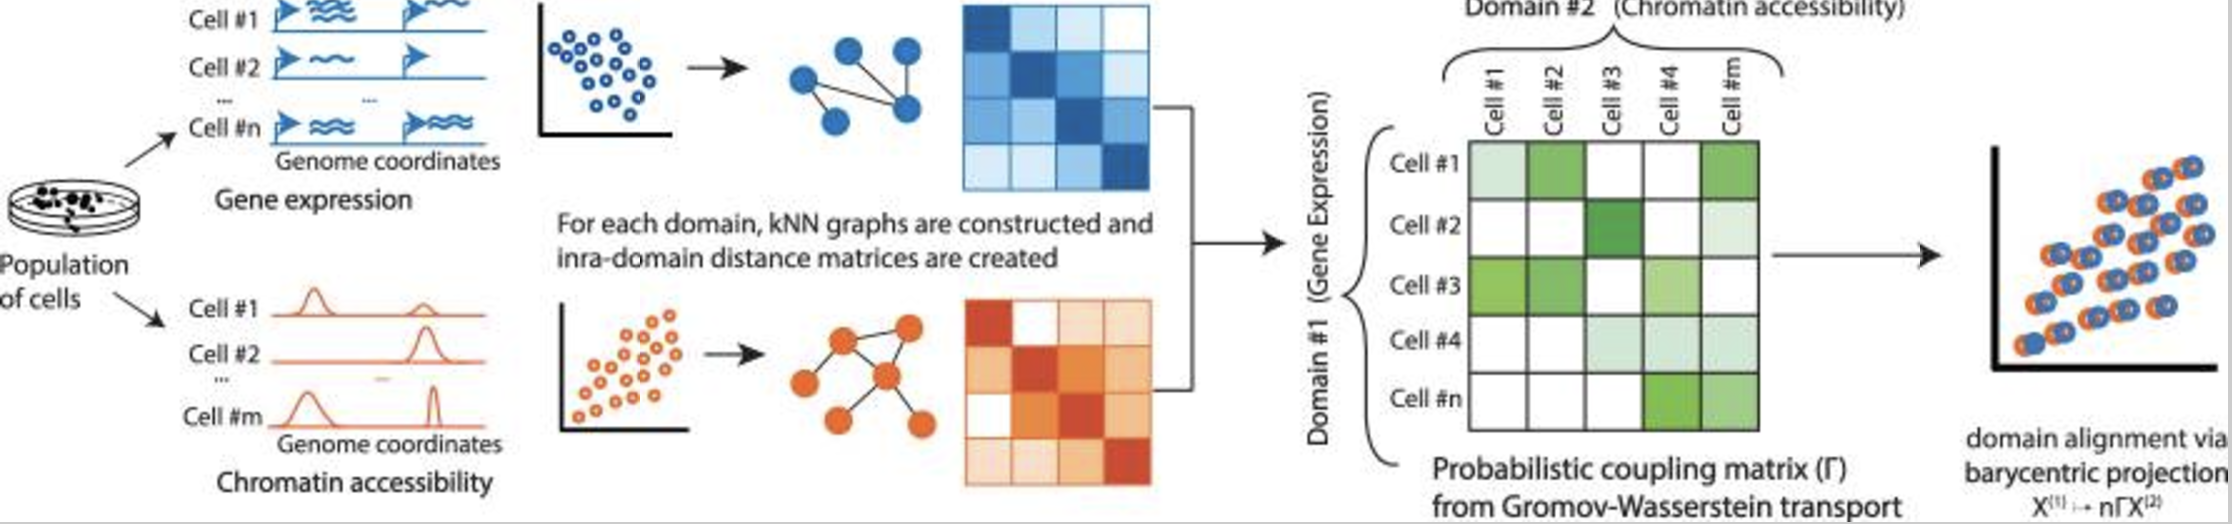 Cell #1
Cell #2
...
...
Cell #n
Genome coordinates
Gene expression
Population
of cells
Cell #1
Cell #2
...
...
Cell #m
Genome coordinates
Chromatin accessibility
For each domain, kNN graphs are constructed and
inra-domain distance matrices are created
Domain #2 (Chromatin accessibility)
Cell #1
Cell #2
Cell #3
Cell #4
Cell #m
Domain #1 (Gene Expression)
Cell #1
Cell #2
Cell #3
Cell #4
Cell #n
Probabilistic coupling matrix (Γ)
from Gromov-Wasserstein transport
domain alignment via
barycentric projection
X⁽¹⁾ ↦ nΓX⁽²⁾